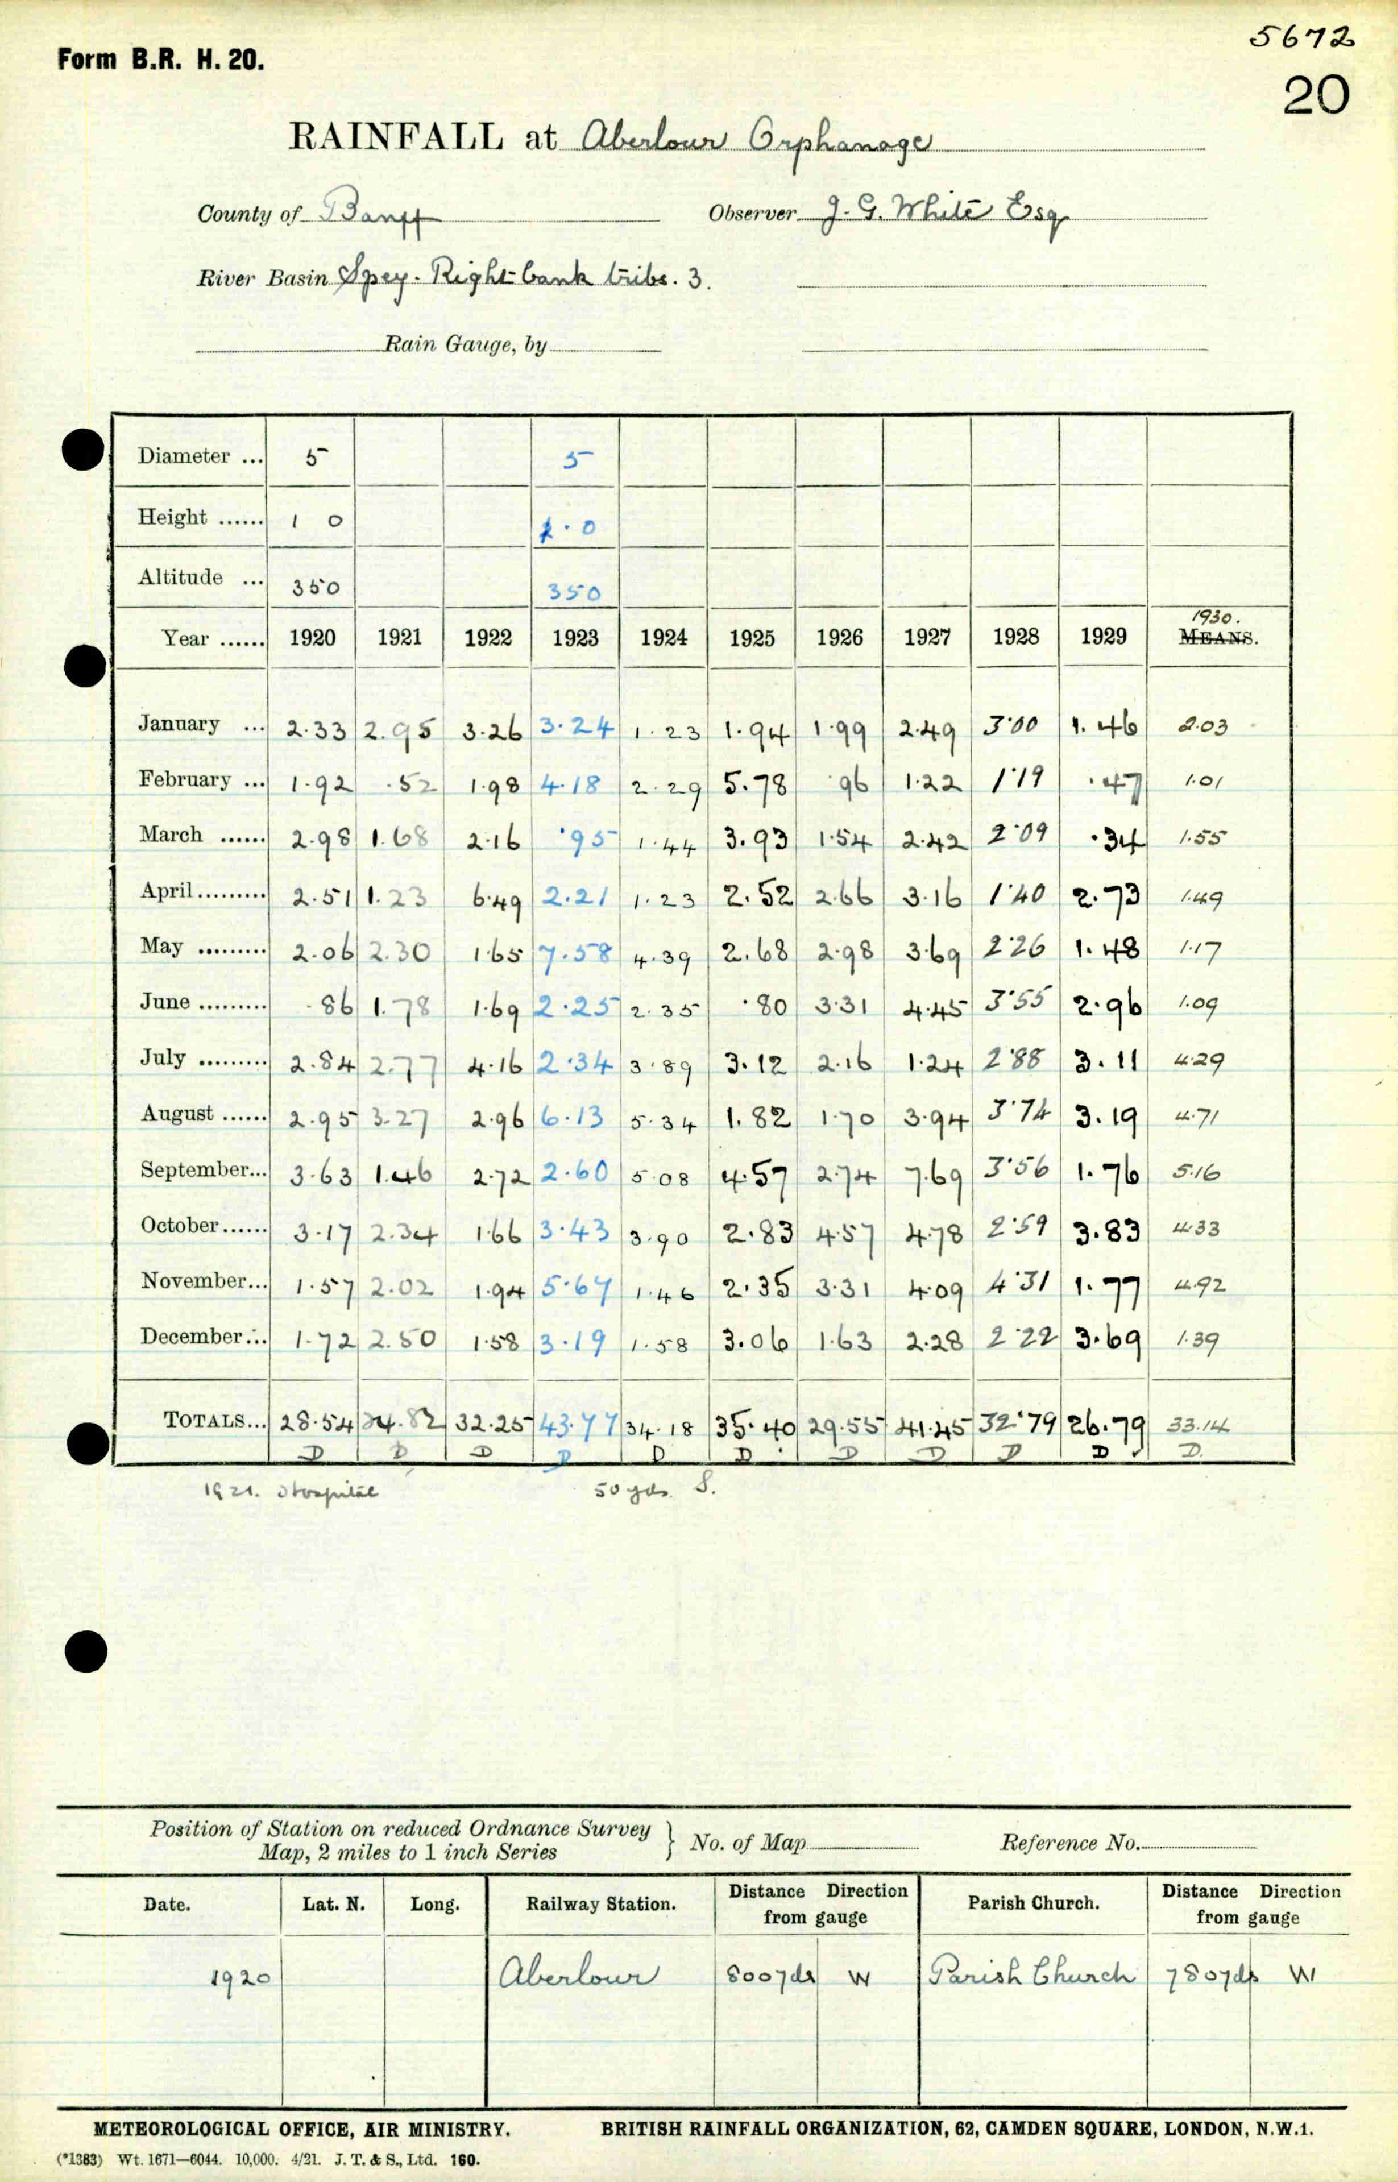 5672
Form B.R. H. 20.
20
RAINFALL at Aberlour Orphanage
County of Banff Observer J. G. White Esq
River Basin Spey. Right bank tribs. 3.
Rain Gauge, by
Diameter ... 5 5
Height ...... 1 0 1.0
Altitude ... 350 350
1930.
Year ...... 1920 1921 1922 1923 1924 1925 1926 1927 1928 1929 MEANS.
January ... 2.33 2.95 3.26 3.24 1.23 1.94 1.99 2.49 3.00 1.46 2.03
February ... 1.92 .52 1.98 4.18 2.29 5.78 .96 1.22 1.19 .47 1.01
March ...... 2.98 1.68 2.16 .95 1.44 3.93 1.54 2.42 2.09 .34 1.55
April ......... 2.51 1.23 6.49 2.21 1.23 2.52 2.66 3.16 1.40 2.73 1.49
May ......... 2.06 2.30 1.65 7.58 4.39 2.68 2.98 3.69 2.26 1.48 1.17
June ......... .86 1.78 1.69 2.25 2.35 .80 3.31 4.45 3.55 2.96 1.09
July ......... 2.84 2.77 4.16 2.34 3.89 3.12 2.16 1.24 2.88 3.11 4.29
August ...... 2.95 3.27 2.96 6.13 5.34 1.82 1.70 3.94 3.74 3.19 4.71
September... 3.63 1.46 2.72 2.60 5.08 4.57 2.74 7.69 3.56 1.76 5.16
October...... 3.17 2.34 1.66 3.43 3.90 2.83 4.57 4.78 2.59 3.83 4.33
November... 1.57 2.02 1.94 5.67 1.46 2.35 3.31 4.09 4.31 1.77 4.92
December... 1.72 2.50 1.58 3.19 1.58 3.06 1.63 2.28 2.22 3.69 1.39
TOTALS... 28.54 24.82 32.25 43.77 34.18 35.40 29.55 41.45 32.79 26.79 33.14
D D D D D D D D D D D.
1921. Hospital 50 yds S.
Position of Station on reduced Ordnance Survey
Map, 2 miles to 1 inch Series } No. of Map Reference No.
Date. Lat. N. Long. Railway Station. Distance Direction from gauge Parish Church. Distance Direction from gauge
1920 Aberlour 800yds W Parish Church 780yds W
METEOROLOGICAL OFFICE, AIR MINISTRY. BRITISH RAINFALL ORGANIZATION, 62, CAMDEN SQUARE, LONDON, N.W.1.
(*1383) Wt. 1671—6044. 10,000. 4/21. J. T. & S., Ltd. 160.